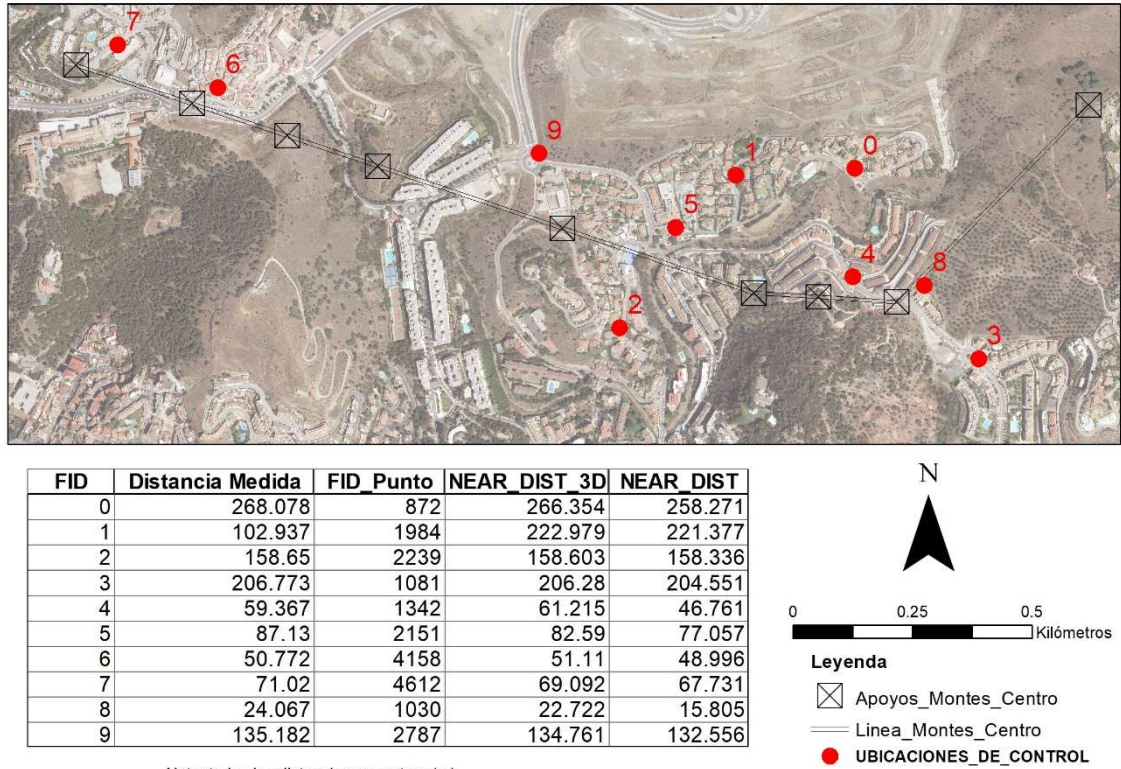 7
6
9
1
0
5
4
8
2
3
FID Distancia Medida FID_Punto NEAR_DIST_3D NEAR_DIST
0 268.078 872 266.354 258.271
1 102.937 1984 222.979 221.377
2 158.65 2239 158.603 158.336
3 206.773 1081 206.28 204.551
4 59.367 1342 61.215 46.761
5 87.13 2151 82.59 77.057
6 50.772 4158 51.11 48.996
7 71.02 4612 69.092 67.731
8 24.067 1030 22.722 15.805
9 135.182 2787 134.761 132.556
N
0 0.25 0.5
Kilómetros
Leyenda
Apoyos_Montes_Centro
Linea_Montes_Centro
UBICACIONES_DE_CONTROL